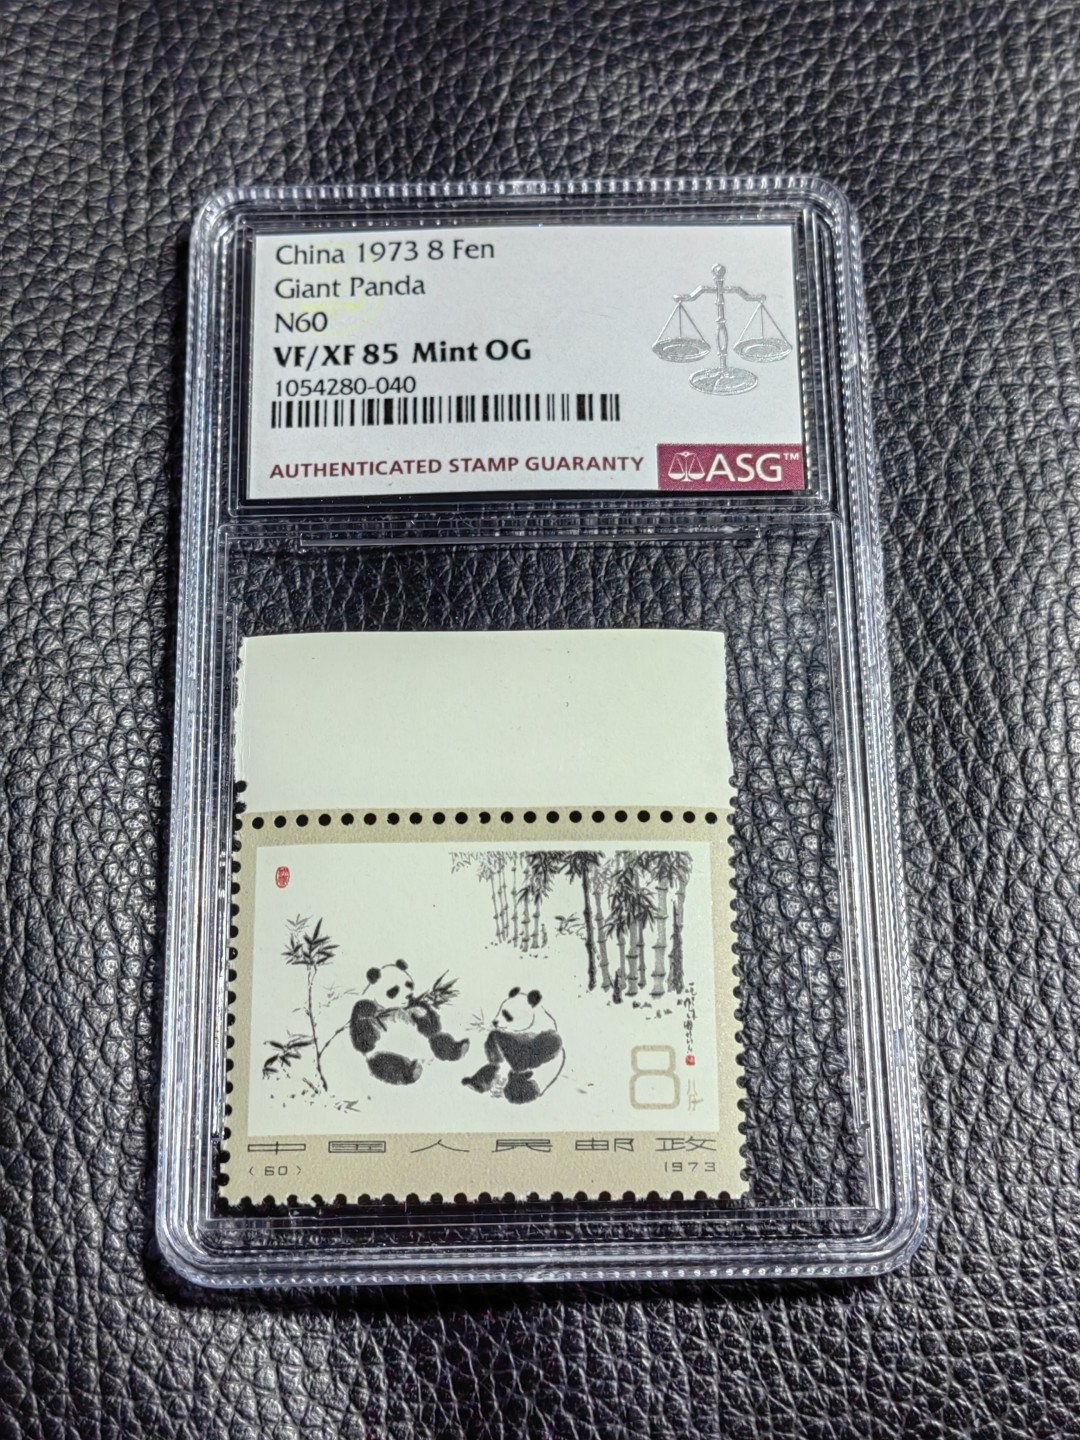 China 1973 8 Fen
Giant Panda
N60
VF/XF 85 Mint OG
1054280-040
AUTHENTICATED STAMP GUARANTY
ASG™
8
中国人民邮政
(60)
1973